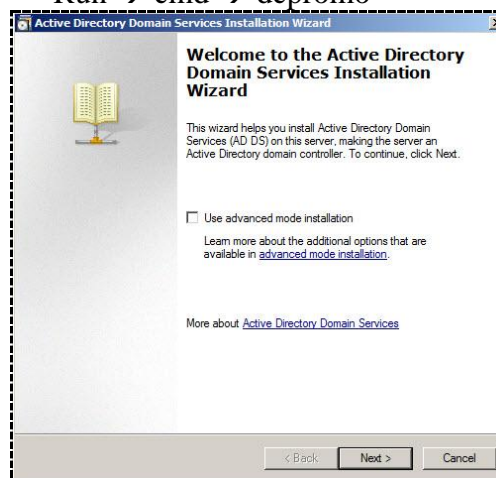 Run → cmd → dcpromo
Active Directory Domain Services Installation Wizard
Welcome to the Active Directory
Domain Services Installation
Wizard
This wizard helps you install Active Directory Domain
Services (AD DS) on this server, making the server an
Active Directory domain controller. To continue, click Next.
Use advanced mode installation
Learn more about the additional options that are
available in advanced mode installation.
More about Active Directory Domain Services
< Back Next > Cancel